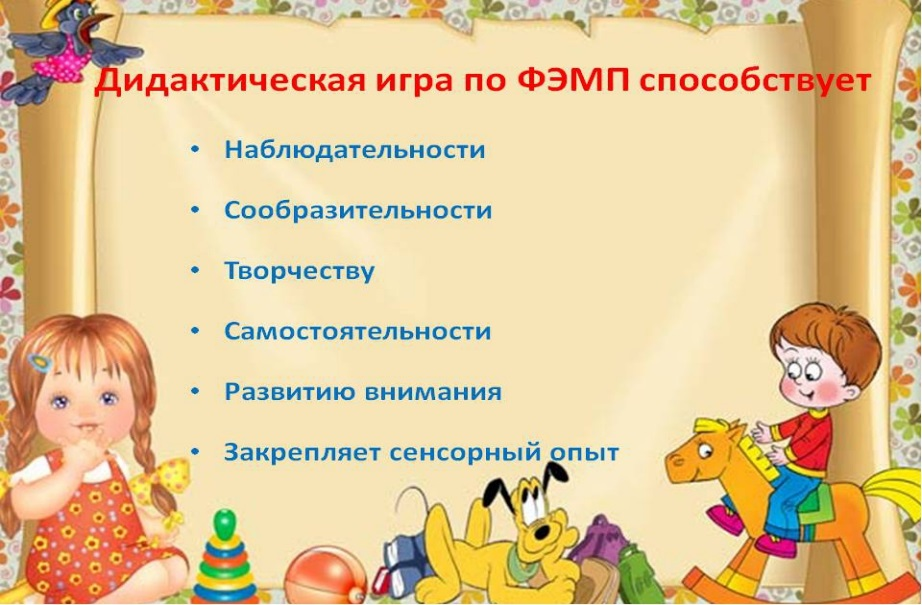 Дидактическая игра по ФЭМП способствует
• Наблюдательности
• Сообразительности
• Творчеству
• Самостоятельности
• Развитию внимания
• Закрепляет сенсорный опыт